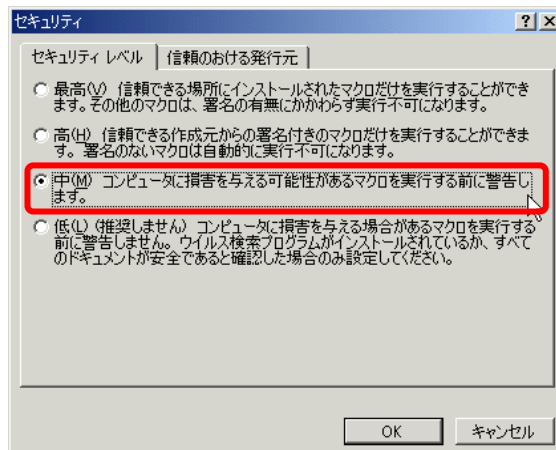 セキュリティ
セキュリティ レベル
信頼のおける発行元
最高(V) 信頼できる場所にインストールされたマクロだけを実行することができ
ます。その他のマクロは、署名の有無にかかわらず実行不可になります。
高(H) 信頼できる作成元からの署名付きのマクロだけを実行することができま
す。署名のないマクロは自動的に実行不可になります。
中(M) コンピュータに損害を与える可能性があるマクロを実行する前に警告し
ます。
低(L) (推奨しません) コンピュータに損害を与える場合があるマクロを実行する
前に警告しません。ウイルス検索プログラムがインストールされているか、すべて
のドキュメントが安全であると確認した場合のみ設定してください。
OK
キャンセル